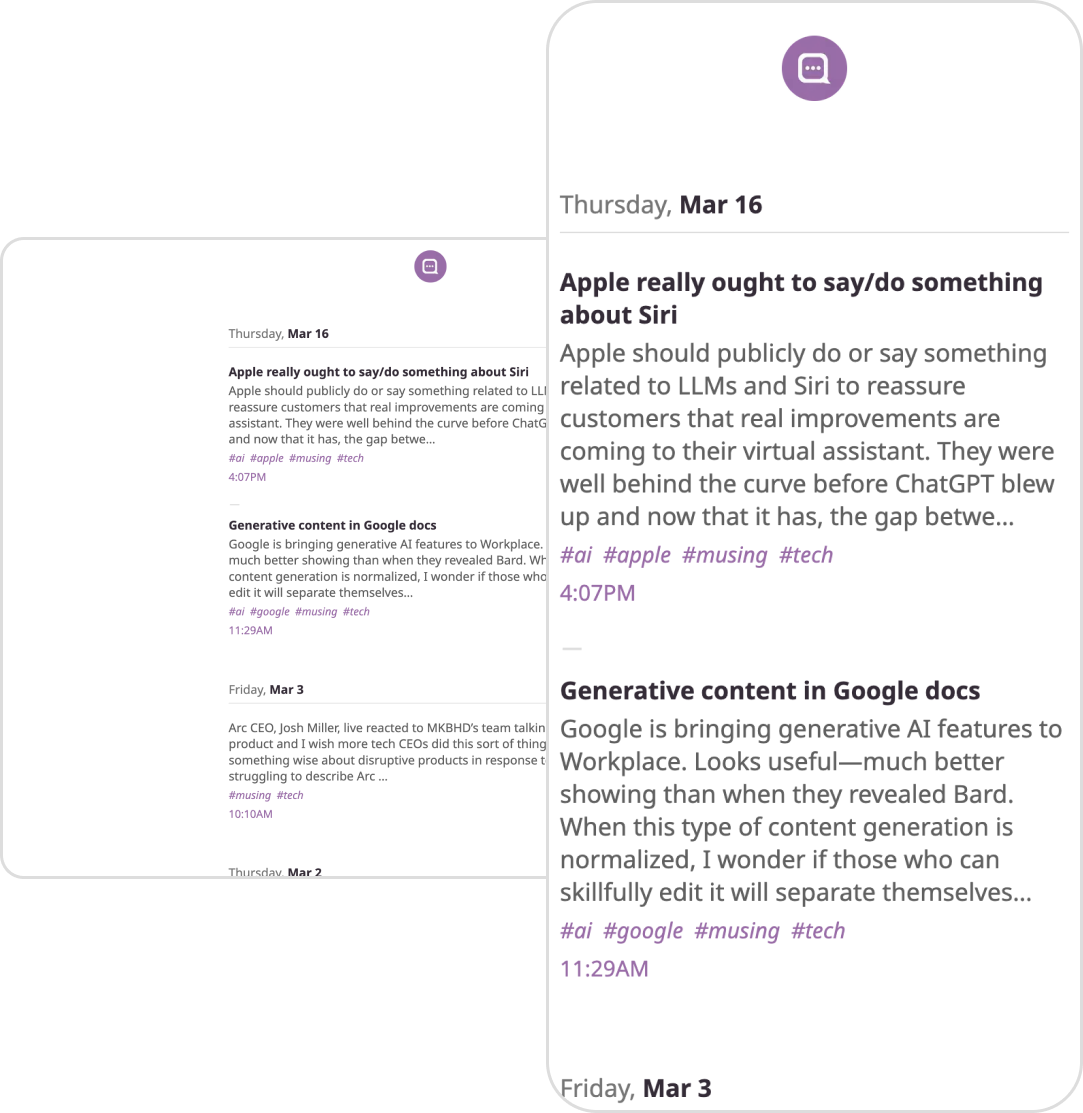 Thursday, Mar 16
Apple really ought to say/do something about Siri
Apple should publicly do or say something related to LL
reassure customers that real improvements are coming
assistant. They were well behind the curve before ChatG
and now that it has, the gap betwe...
#ai #apple #musing #tech
4:07PM
—
Generative content in Google docs
Google is bringing generative AI features to Workplace.
much better showing than when they revealed Bard. Wh
content generation is normalized, I wonder if those who
edit it will separate themselves...
#ai #google #musing #tech
11:29AM
Friday, Mar 3
Arc CEO, Josh Miller, live reacted to MKBHD's team talkin
product and I wish more tech CEOs did this sort of thing
something wise about disruptive products in response t
struggling to describe Arc ...
#musing #tech
10:10AM
Thursday, Mar 2
Thursday, Mar 16
Apple really ought to say/do something
about Siri
Apple should publicly do or say something
related to LLMs and Siri to reassure
customers that real improvements are
coming to their virtual assistant. They were
well behind the curve before ChatGPT blew
up and now that it has, the gap betwe...
#ai #apple #musing #tech
4:07PM
—
Generative content in Google docs
Google is bringing generative AI features to
Workplace. Looks useful—much better
showing than when they revealed Bard.
When this type of content generation is
normalized, I wonder if those who can
skillfully edit it will separate themselves...
#ai #google #musing #tech
11:29AM
Friday, Mar 3